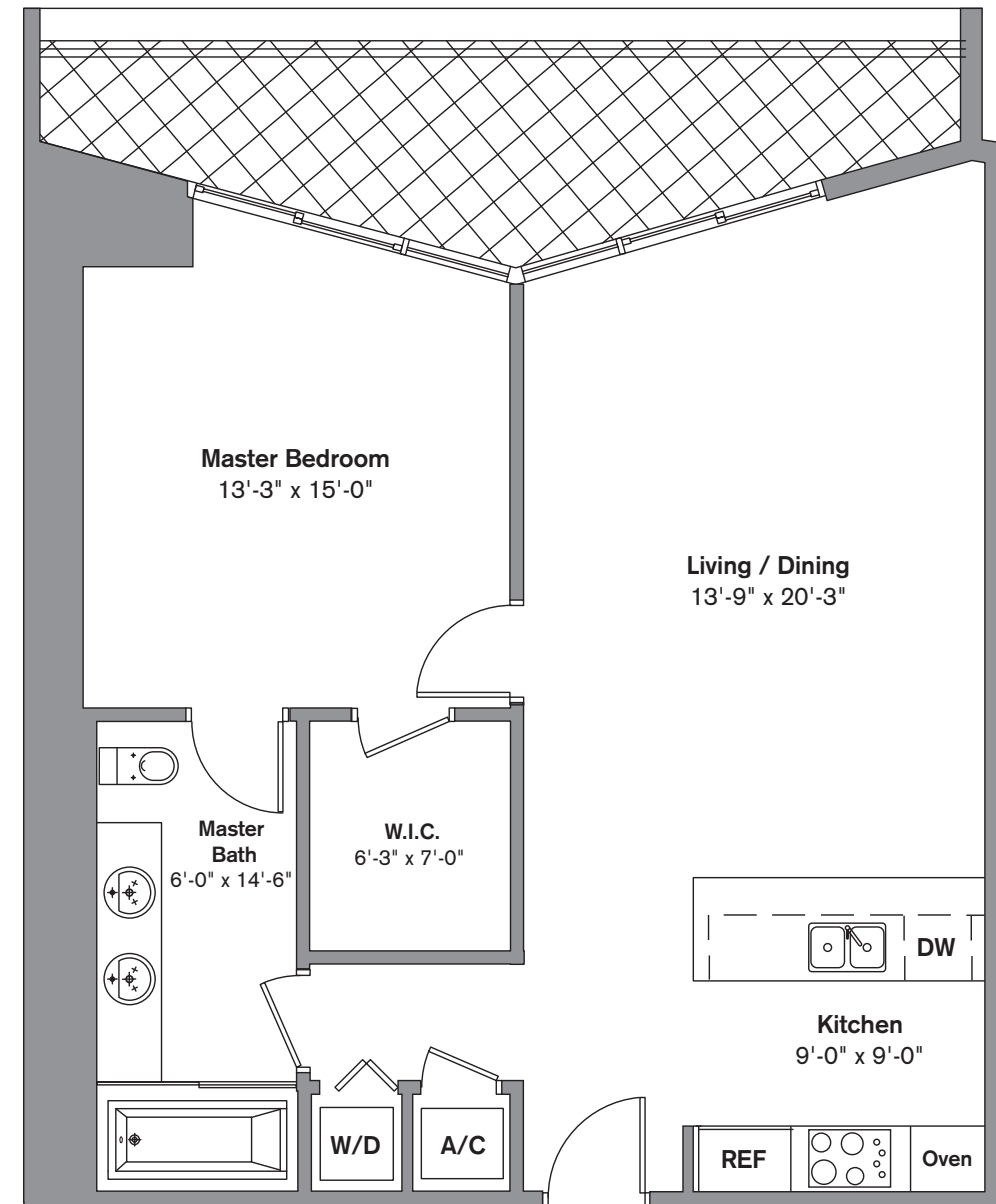 Master Bedroom
13'-3" x 15'-0"
Living / Dining
13'-9" x 20'-3"
Master
Bath
6'-0" x 14'-6"
W.I.C.
6'-3" x 7'-0"
DW
Kitchen
9'-0" x 9'-0"
W/D
A/C
REF
Oven